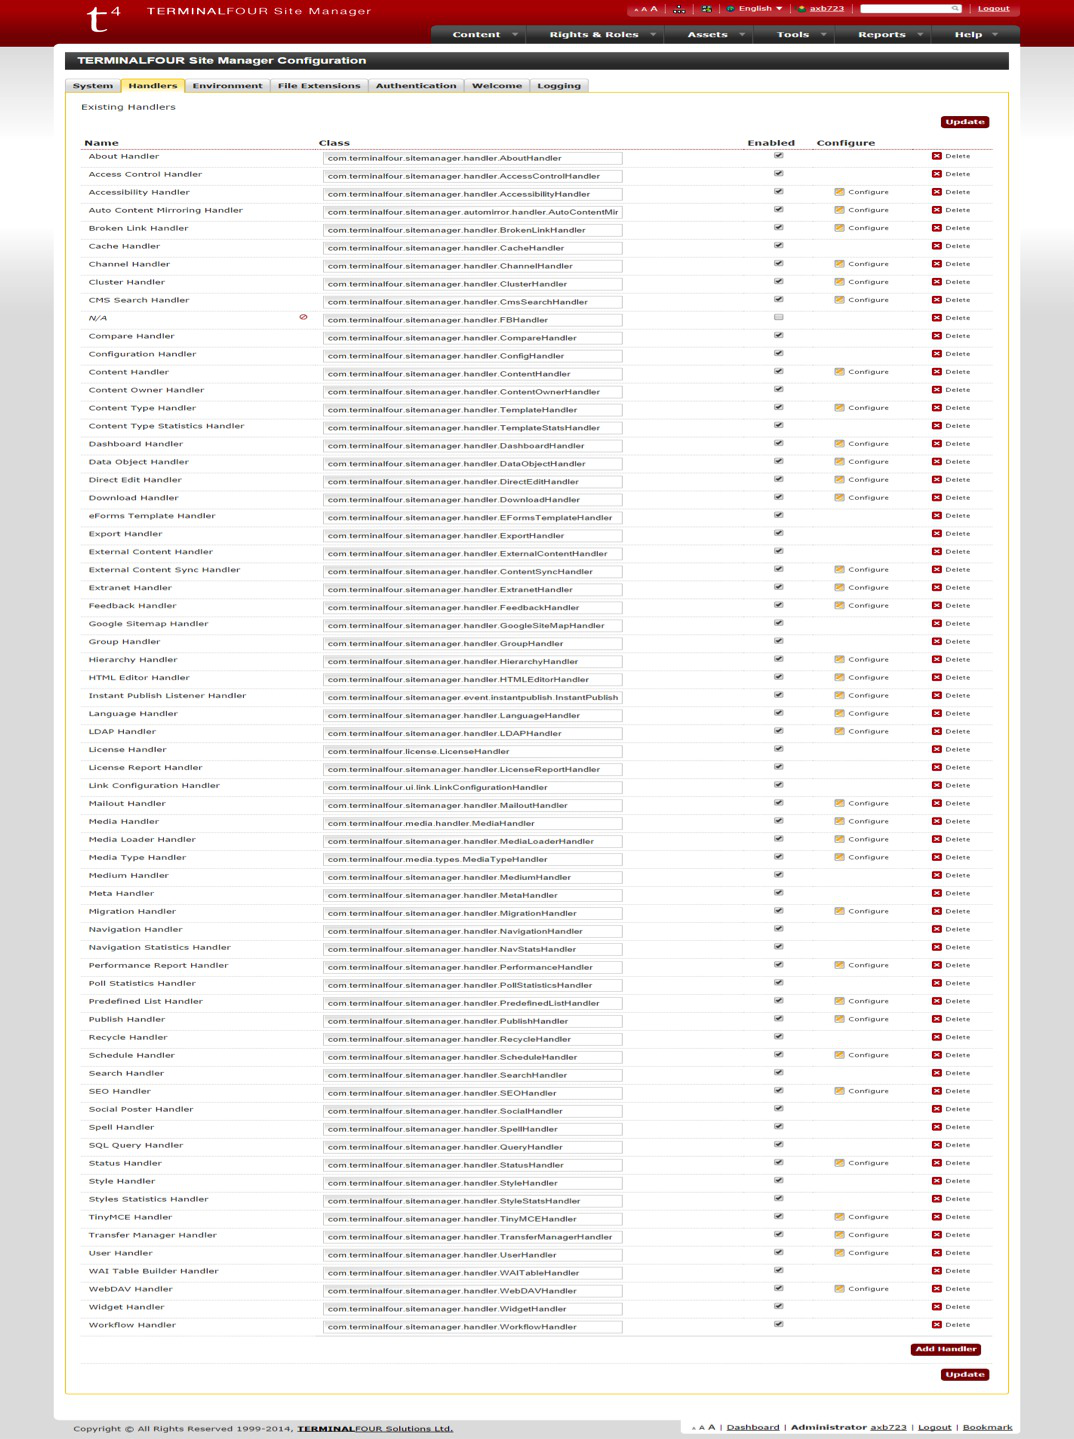 t4 TERMINALFOUR Site Manager
A A A | English ▼ | axb723 | Logout
Content Rights & Roles Assets Tools Reports Help
TERMINALFOUR Site Manager Configuration
System Handlers Environment File Extensions Authentication Welcome Logging
Existing Handlers
Update
Name Class Enabled Configure
About Handler com.terminalfour.sitemanager.handler.AboutHandler Delete
Access Control Handler com.terminalfour.sitemanager.handler.AccessControlHandler Delete
Accessibility Handler com.terminalfour.sitemanager.handler.AccessibilityHandler Configure Delete
Auto Content Mirroring Handler com.terminalfour.sitemanager.automirror.handler.AutoContentMir Configure Delete
Broken Link Handler com.terminalfour.sitemanager.handler.BrokenLinkHandler Configure Delete
Cache Handler com.terminalfour.sitemanager.handler.CacheHandler Delete
Channel Handler com.terminalfour.sitemanager.handler.ChannelHandler Configure Delete
Cluster Handler com.terminalfour.sitemanager.handler.ClusterHandler Configure Delete
CMS Search Handler com.terminalfour.sitemanager.handler.CmsSearchHandler Configure Delete
N/A com.terminalfour.sitemanager.handler.FBHandler Delete
Compare Handler com.terminalfour.sitemanager.handler.CompareHandler Delete
Configuration Handler com.terminalfour.sitemanager.handler.ConfigHandler Delete
Content Handler com.terminalfour.sitemanager.handler.ContentHandler Configure Delete
Content Owner Handler com.terminalfour.sitemanager.handler.ContentOwnerHandler Delete
Content Type Handler com.terminalfour.sitemanager.handler.TemplateHandler Configure Delete
Content Type Statistics Handler com.terminalfour.sitemanager.handler.TemplateStatsHandler Delete
Dashboard Handler com.terminalfour.sitemanager.handler.DashboardHandler Configure Delete
Data Object Handler com.terminalfour.sitemanager.handler.DataObjectHandler Configure Delete
Direct Edit Handler com.terminalfour.sitemanager.handler.DirectEditHandler Configure Delete
Download Handler com.terminalfour.sitemanager.handler.DownloadHandler Configure Delete
eForms Template Handler com.terminalfour.sitemanager.handler.EFormsTemplateHandler Delete
Export Handler com.terminalfour.sitemanager.handler.ExportHandler Delete
External Content Handler com.terminalfour.sitemanager.handler.ExternalContentHandler Delete
External Content Sync Handler com.terminalfour.sitemanager.handler.ContentSyncHandler Configure Delete
Extranet Handler com.terminalfour.sitemanager.handler.ExtranetHandler Configure Delete
Feedback Handler com.terminalfour.sitemanager.handler.FeedbackHandler Configure Delete
Google Sitemap Handler com.terminalfour.sitemanager.handler.GoogleSiteMapHandler Delete
Group Handler com.terminalfour.sitemanager.handler.GroupHandler Delete
Hierarchy Handler com.terminalfour.sitemanager.handler.HierarchyHandler Configure Delete
HTML Editor Handler com.terminalfour.sitemanager.handler.HTMLEditorHandler Configure Delete
Instant Publish Listener Handler com.terminalfour.sitemanager.event.instantpublish.InstantPublish Configure Delete
Language Handler com.terminalfour.sitemanager.handler.LanguageHandler Configure Delete
LDAP Handler com.terminalfour.sitemanager.handler.LDAPHandler Configure Delete
License Handler com.terminalfour.license.LicenseHandler Delete
License Report Handler com.terminalfour.sitemanager.handler.LicenseReportHandler Delete
Link Configuration Handler com.terminalfour.ui.link.LinkConfigurationHandler Delete
Mailout Handler com.terminalfour.sitemanager.handler.MailoutHandler Configure Delete
Media Handler com.terminalfour.media.handler.MediaHandler Configure Delete
Media Loader Handler com.terminalfour.sitemanager.handler.MediaLoaderHandler Configure Delete
Media Type Handler com.terminalfour.media.types.MediaTypeHandler Configure Delete
Medium Handler com.terminalfour.sitemanager.handler.MediumHandler Delete
Meta Handler com.terminalfour.sitemanager.handler.MetaHandler Delete
Migration Handler com.terminalfour.sitemanager.handler.MigrationHandler Configure Delete
Navigation Handler com.terminalfour.sitemanager.handler.NavigationHandler Delete
Navigation Statistics Handler com.terminalfour.sitemanager.handler.NavStatsHandler Delete
Performance Report Handler com.terminalfour.sitemanager.handler.PerformanceHandler Configure Delete
Poll Statistics Handler com.terminalfour.sitemanager.handler.PollStatisticsHandler Delete
Predefined List Handler com.terminalfour.sitemanager.handler.PredefinedListHandler Configure Delete
Publish Handler com.terminalfour.sitemanager.handler.PublishHandler Configure Delete
Recycle Handler com.terminalfour.sitemanager.handler.RecycleHandler Delete
Schedule Handler com.terminalfour.sitemanager.handler.ScheduleHandler Configure Delete
Search Handler com.terminalfour.sitemanager.handler.SearchHandler Delete
SEO Handler com.terminalfour.sitemanager.handler.SEOHandler Configure Delete
Social Poster Handler com.terminalfour.sitemanager.handler.SocialHandler Delete
Spell Handler com.terminalfour.sitemanager.handler.SpellHandler Delete
SQL Query Handler com.terminalfour.sitemanager.handler.QueryHandler Delete
Status Handler com.terminalfour.sitemanager.handler.StatusHandler Configure Delete
Style Handler com.terminalfour.sitemanager.handler.StyleHandler Delete
Styles Statistics Handler com.terminalfour.sitemanager.handler.StyleStatsHandler Delete
TinyMCE Handler com.terminalfour.sitemanager.handler.TinyMCEHandler Configure Delete
Transfer Manager Handler com.terminalfour.sitemanager.handler.TransferManagerHandler Configure Delete
User Handler com.terminalfour.sitemanager.handler.UserHandler Configure Delete
WAI Table Builder Handler com.terminalfour.sitemanager.handler.WAITableHandler Delete
WebDAV Handler com.terminalfour.sitemanager.handler.WebDAVHandler Configure Delete
Widget Handler com.terminalfour.sitemanager.handler.WidgetHandler Delete
Workflow Handler com.terminalfour.sitemanager.handler.WorkflowHandler Delete
Add Handler
Update
Copyright © All Rights Reserved 1999-2014, TERMINALFOUR Solutions Ltd. A A A | Dashboard | Administrator axb723 | Logout | Bookmark